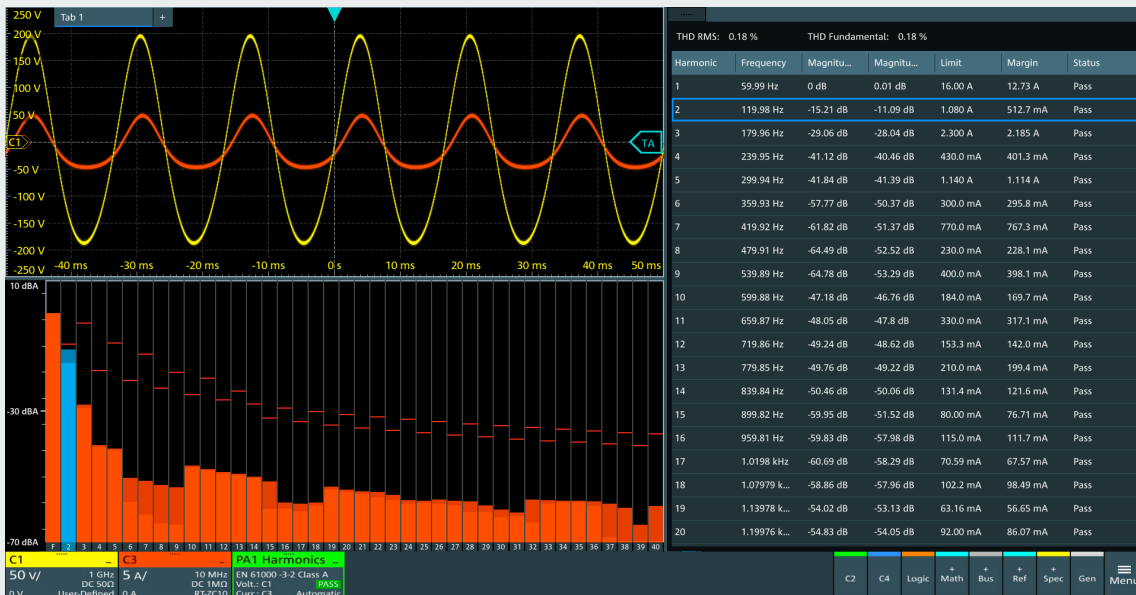 250 V
Tab 1
+
200 V
150 V
100 V
50 V
C1
TA
-50 V
-100 V
-150 V
-200 V
-250 V
-40 ms -30 ms -20 ms -10 ms 0 s 10 ms 20 ms 30 ms 40 ms 50 ms
10 dBA
-30 dBA
-70 dBA
F 2 3 4 5 6 7 8 9 10 11 12 13 14 15 16 17 18 19 20 21 22 23 24 25 26 27 28 29 30 31 32 33 34 35 36 37 38 39 40
THD RMS: 0.18 % THD Fundamental: 0.18 %
Harmonic Frequency Magnitu... Magnitu... Limit Margin Status
1 59.99 Hz 0 dB 0.01 dB 16.00 A 12.73 A Pass
2 119.98 Hz -15.21 dB -11.09 dB 1.080 A 512.7 mA Pass
3 179.96 Hz -29.06 dB -28.04 dB 2.300 A 2.185 A Pass
4 239.95 Hz -41.12 dB -40.46 dB 430.0 mA 401.3 mA Pass
5 299.94 Hz -41.84 dB -41.39 dB 1.140 A 1.114 A Pass
6 359.93 Hz -57.77 dB -50.37 dB 300.0 mA 295.8 mA Pass
7 419.92 Hz -61.82 dB -51.37 dB 770.0 mA 767.3 mA Pass
8 479.91 Hz -64.49 dB -52.52 dB 230.0 mA 228.1 mA Pass
9 539.89 Hz -64.78 dB -53.29 dB 400.0 mA 398.1 mA Pass
10 599.88 Hz -47.18 dB -46.76 dB 184.0 mA 169.7 mA Pass
11 659.87 Hz -48.05 dB -47.8 dB 330.0 mA 317.1 mA Pass
12 719.86 Hz -49.24 dB -48.62 dB 153.3 mA 142.0 mA Pass
13 779.85 Hz -49.76 dB -49.22 dB 210.0 mA 199.4 mA Pass
14 839.84 Hz -50.46 dB -50.06 dB 131.4 mA 121.6 mA Pass
15 899.82 Hz -59.95 dB -51.52 dB 80.00 mA 76.71 mA Pass
16 959.81 Hz -59.83 dB -57.98 dB 115.0 mA 111.7 mA Pass
17 1.0198 kHz -60.69 dB -58.29 dB 70.59 mA 67.57 mA Pass
18 1.07979 k... -58.86 dB -57.96 dB 102.2 mA 98.49 mA Pass
19 1.13978 k... -54.02 dB -53.13 dB 63.16 mA 56.65 mA Pass
20 1.19976 k... -54.83 dB -54.05 dB 92.00 mA 86.07 mA Pass
C1
50 V/ 1 GHz
DC 50Ω
0 V User-Defined
C3
5 A/ 10 MHz
DC 1MΩ
0 A RT-ZC10
PA1 Harmonics
EN 61000 -3-2 Class A
Volt.: C1 PASS
Curr.: C3 Automatic
C2
C4
Logic
+ Math
+ Bus
+ Ref
+ Spec
Gen
Menu